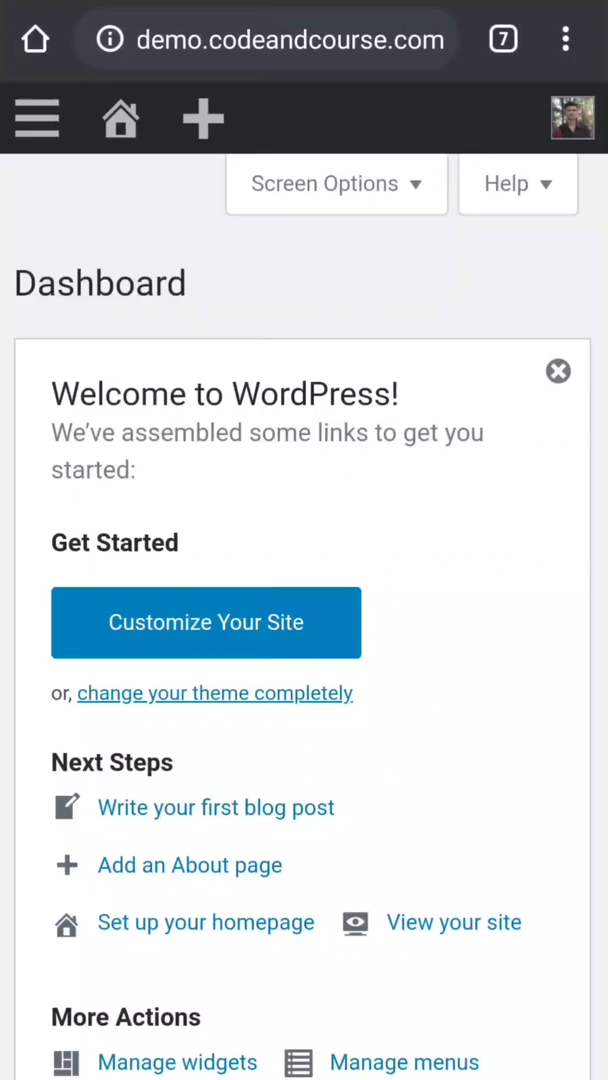 demo.codeandcourse.com 7
Screen Options Help
Dashboard
Welcome to WordPress!
We’ve assembled some links to get you
started:
Get Started
Customize Your Site
or, change your theme completely
Next Steps
Write your first blog post
Add an About page
Set up your homepage View your site
More Actions
Manage widgets Manage menus